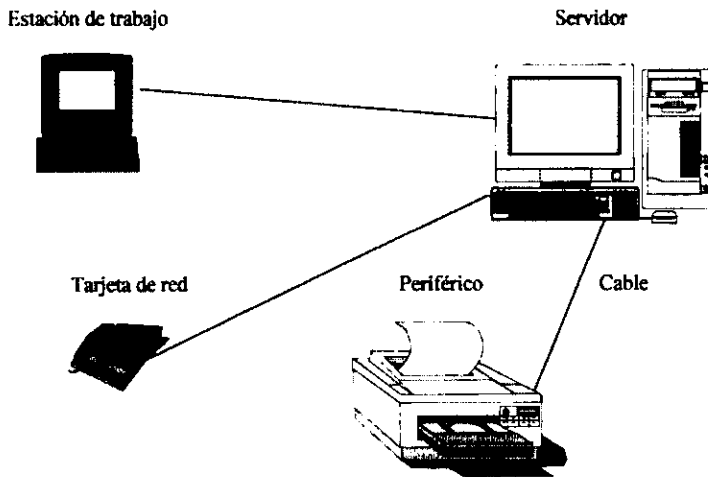 Estación de trabajo
Servidor
Tarjeta de red
Periférico
Cable